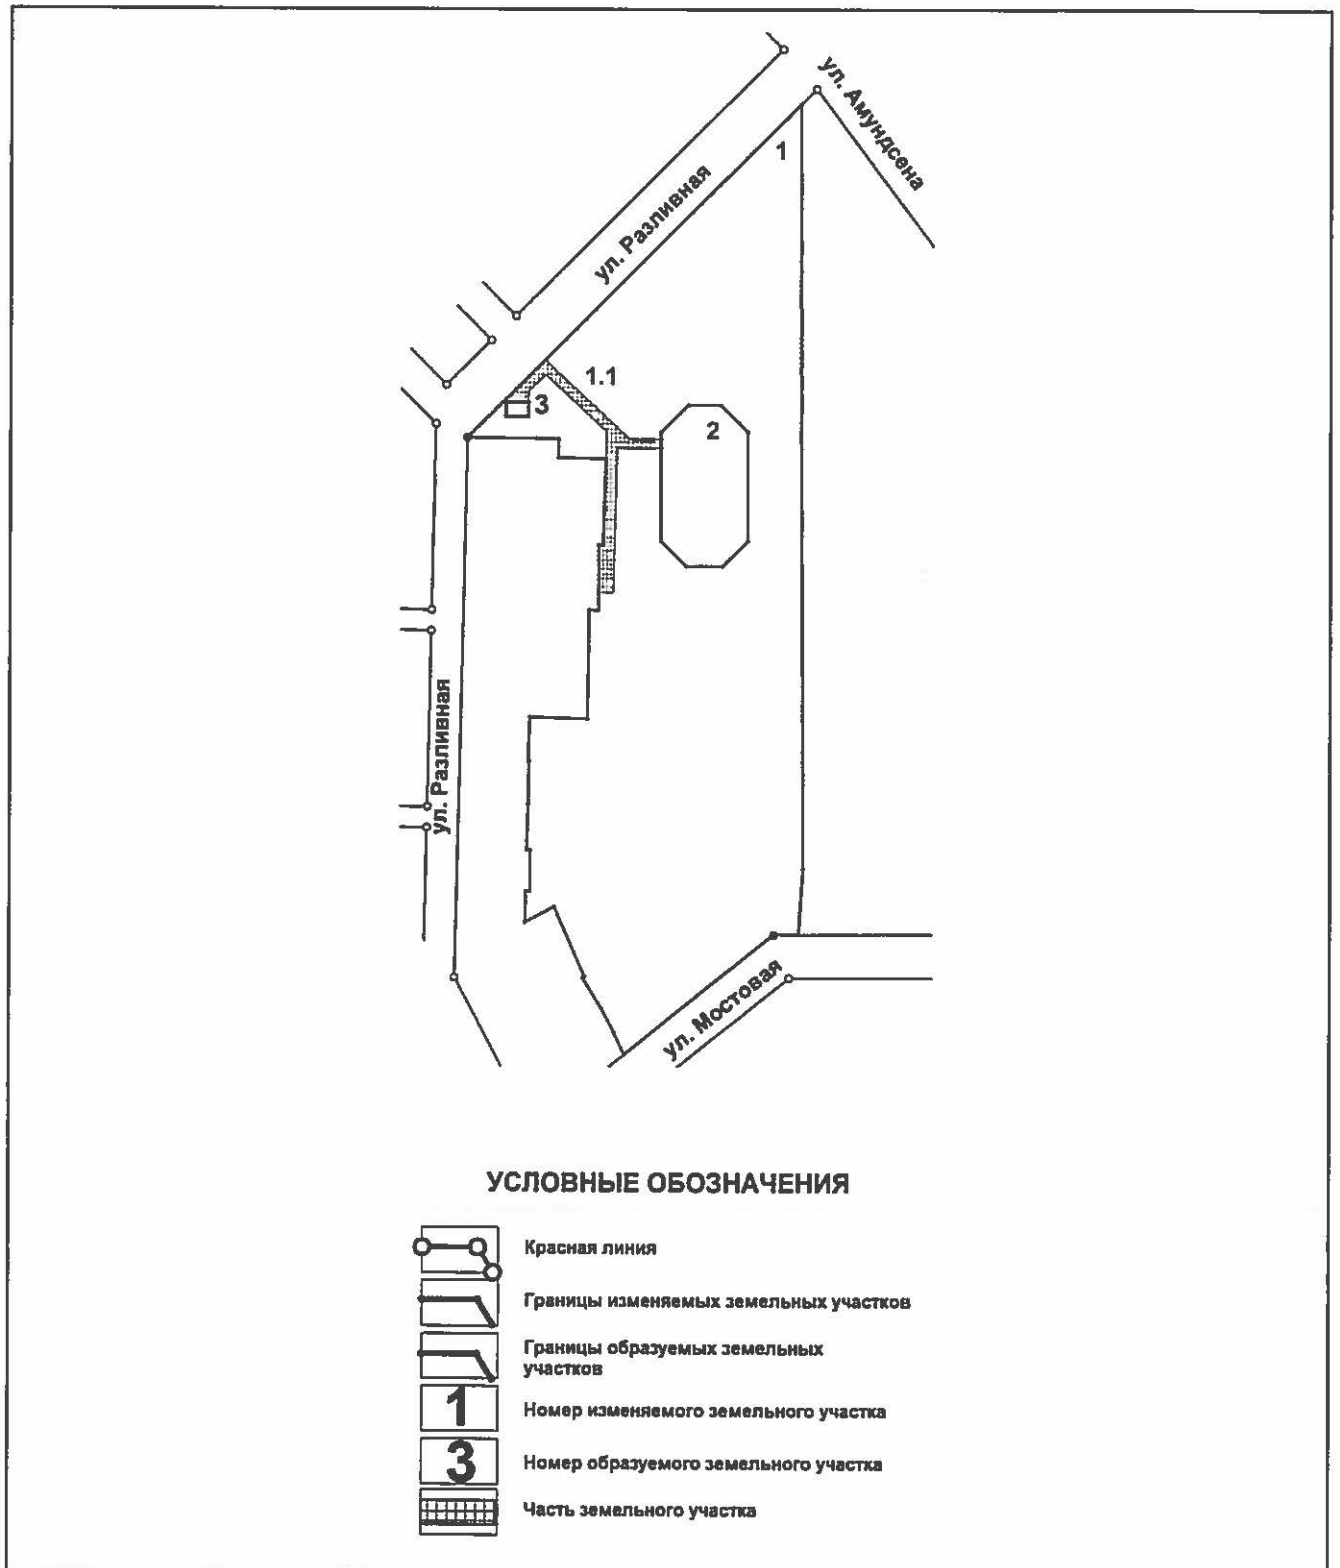 ул. Амундсена
1
ул. Разливная
1.1
3
2
ул. Разливная
ул. Мостовая
УСЛОВНЫЕ ОБОЗНАЧЕНИЯ
Красная линия
Границы изменяемых земельных участков
Границы образуемых земельных
участков
1
Номер изменяемого земельного участка
3
Номер образуемого земельного участка
Часть земельного участка